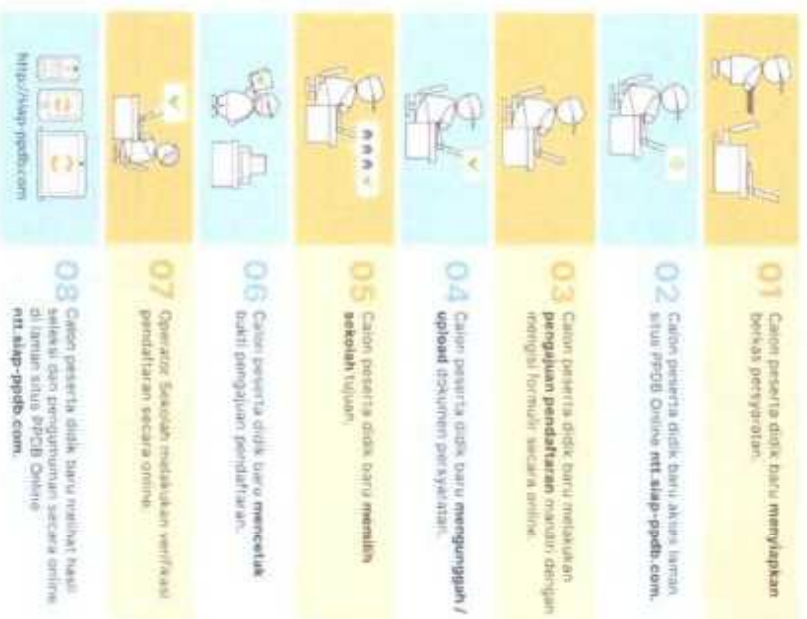 01
Calon peserta didik baru menyiapkan
berkas persyaratan.
02
Calon peserta didik baru akses laman
situs PPDB Online ntt.siap-ppdb.com.
03
Calon peserta didik baru melakukan
pengajuan pendaftaran mandiri dengan
mengisi formulir secara online.
04
Calon peserta didik baru mengunggah /
upload dokumen persyaratan.
05
Calon peserta didik baru memilih
sekolah tujuan.
06
Calon peserta didik baru mencetak
bukti pengajuan pendaftaran.
07
Operator Sekolah melakukan verifikasi
pendaftaran secara online.
http://siap-ppdb.com
08
Calon peserta didik baru melihat hasil
seleksi dan pengumuman secara online
di laman situs PPDB Online
ntt.siap-ppdb.com.